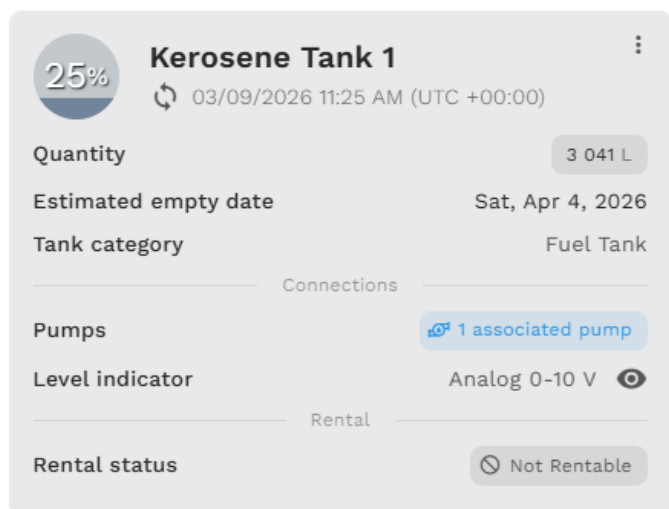 25%
Kerosene Tank 1
03/09/2026 11:25 AM (UTC +00:00)
Quantity 3 041 L
Estimated empty date Sat, Apr 4, 2026
Tank category Fuel Tank
Connections
Pumps 1 associated pump
Level indicator Analog 0-10 V
Rental
Rental status Not Rentable